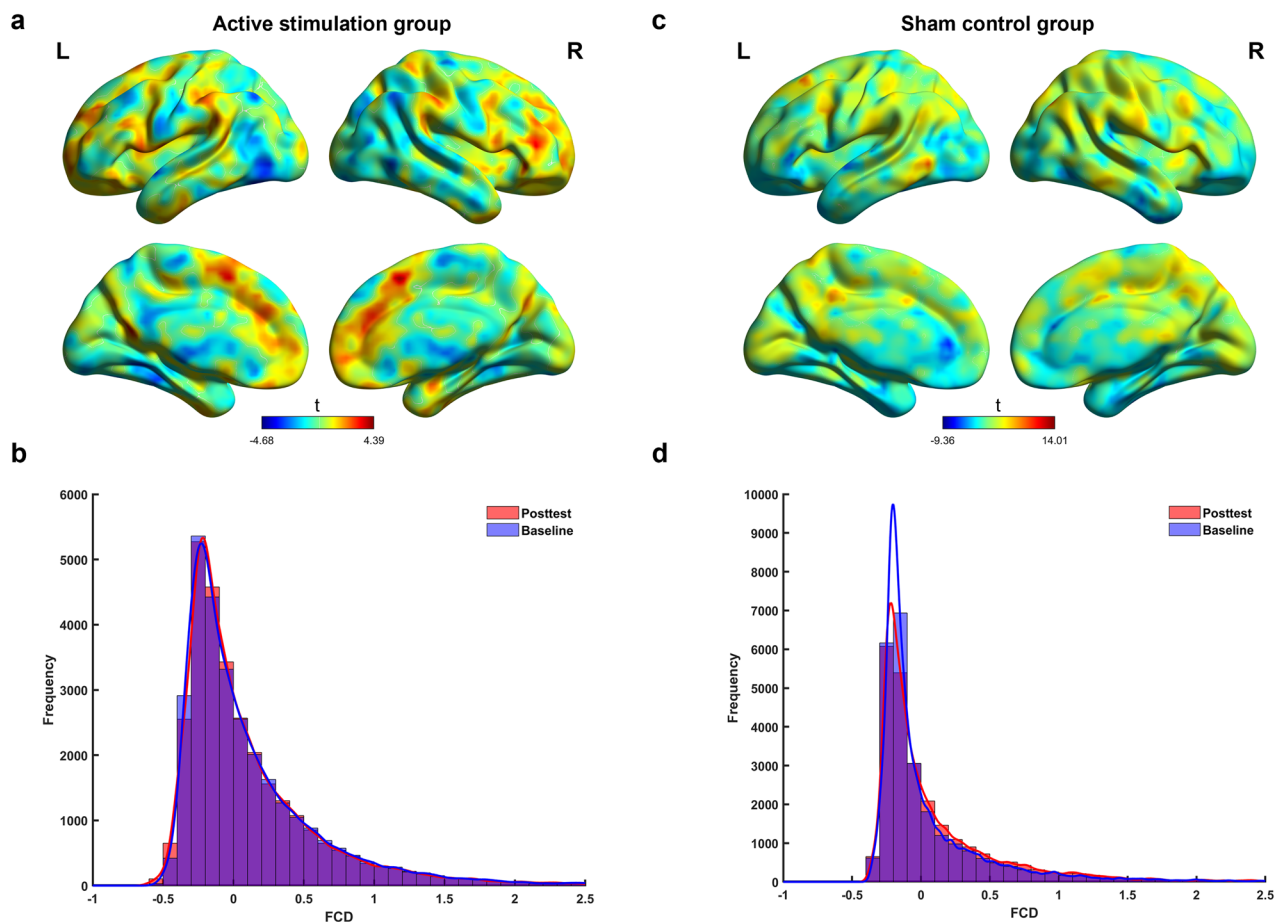 a
Active stimulation group
L
R
t
-4.68
4.39
c
Sham control group
L
R
t
-9.36
14.01
b
6000
5000
4000
3000
2000
1000
0
Frequency
-1
-0.5
0
0.5
1
1.5
2
2.5
FCD
Posttest
Baseline
d
10000
9000
8000
7000
6000
5000
4000
3000
2000
1000
0
Frequency
-1
-0.5
0
0.5
1
1.5
2
2.5
FCD
Posttest
Baseline